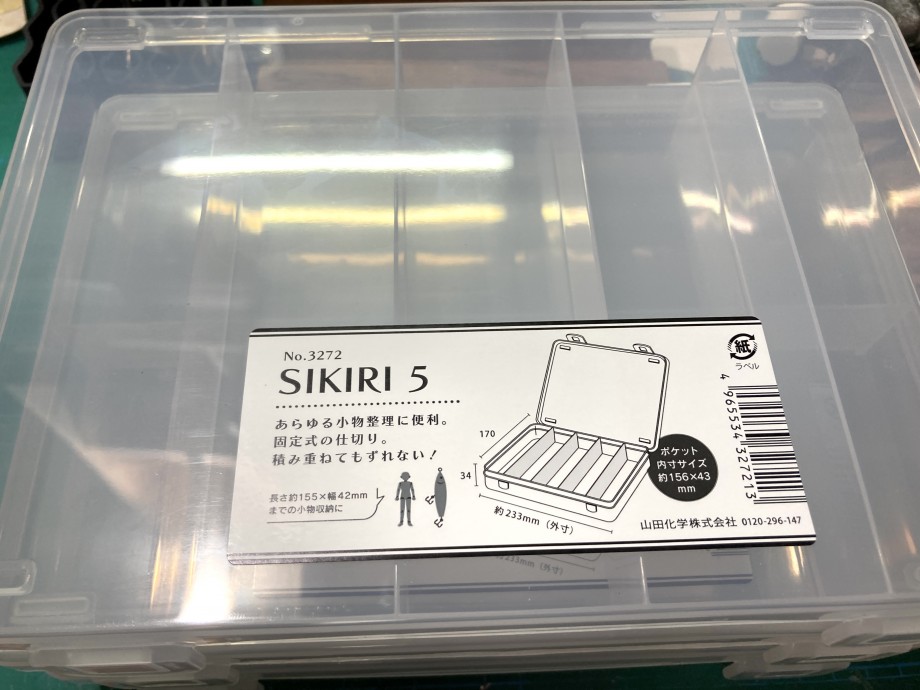 No.3272
SIKIRI 5
あらゆる小物整理に便利。
固定式の仕切り。
積み重ねてもずれない!
長さ約155×幅42mm
までの小物収納に
170
34
約233mm(外寸)
ポケット
内寸サイズ
約156×43
mm
紙
ラベル
4 965534 327213
山田化学株式会社 0120-296-147
233mm(外寸)